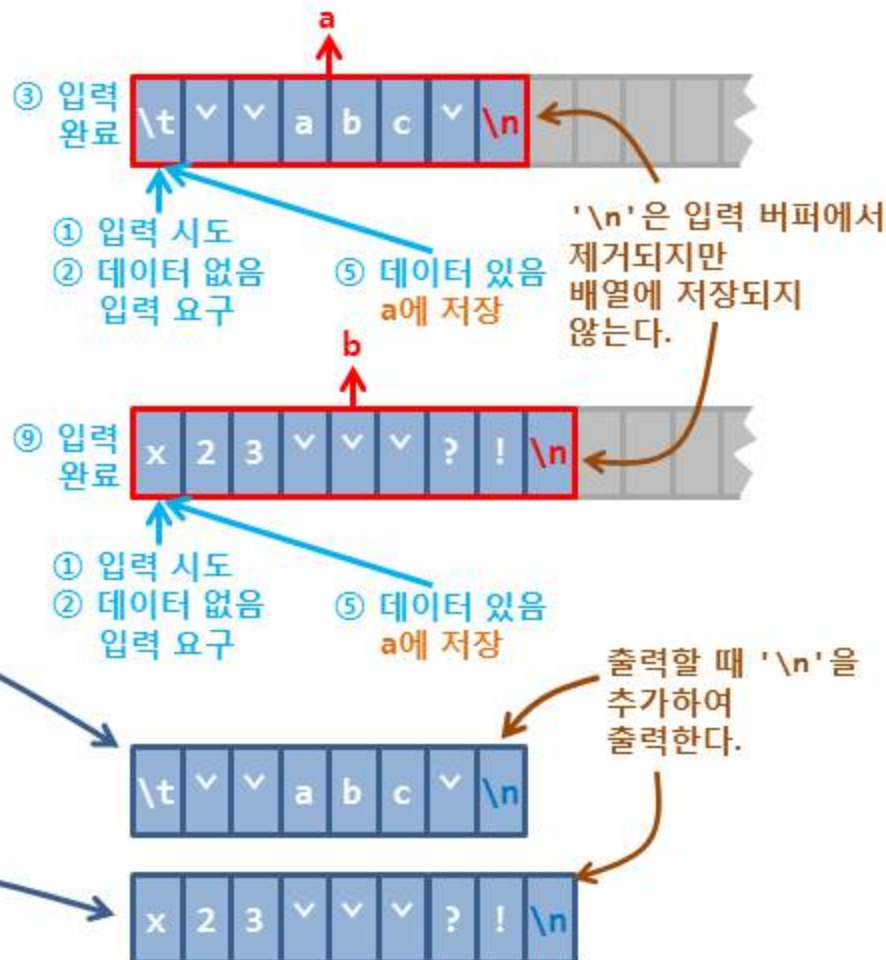 a
③ 입력
완료
\t ˅ ˅ a b c ˅ \n
① 입력 시도
② 데이터 없음
입력 요구
⑤ 데이터 있음
a에 저장
'\n'은 입력 버퍼에서
제거되지만
배열에 저장되지
않는다.
b
⑨ 입력
완료
x 2 3 ˅ ˅ ˅ ? ! \n
① 입력 시도
② 데이터 없음
입력 요구
⑤ 데이터 있음
a에 저장
출력할 때 '\n'을
추가하여
출력한다.
\t ˅ ˅ a b c ˅ \n
x 2 3 ˅ ˅ ˅ ? ! \n